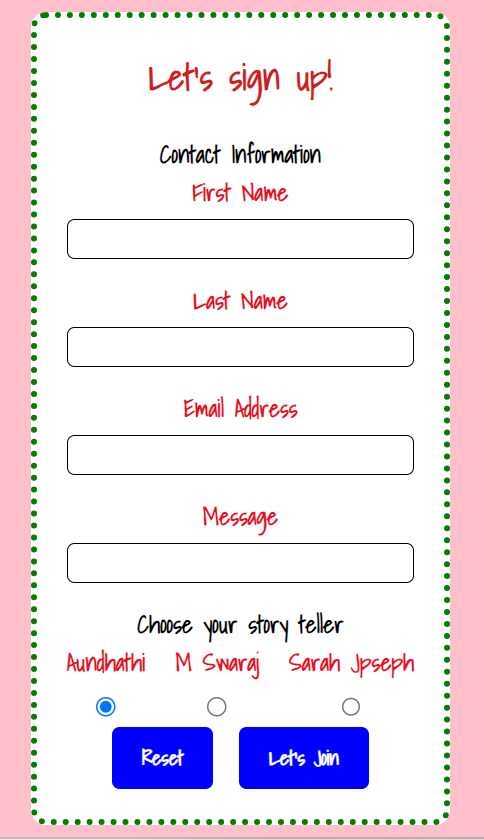 Let's sign up!
Contact Information
First Name
Last Name
Email Address
Message
Choose your story teller
Aundhathi M Swaraj Sarah Jpseph
Reset Let's Join